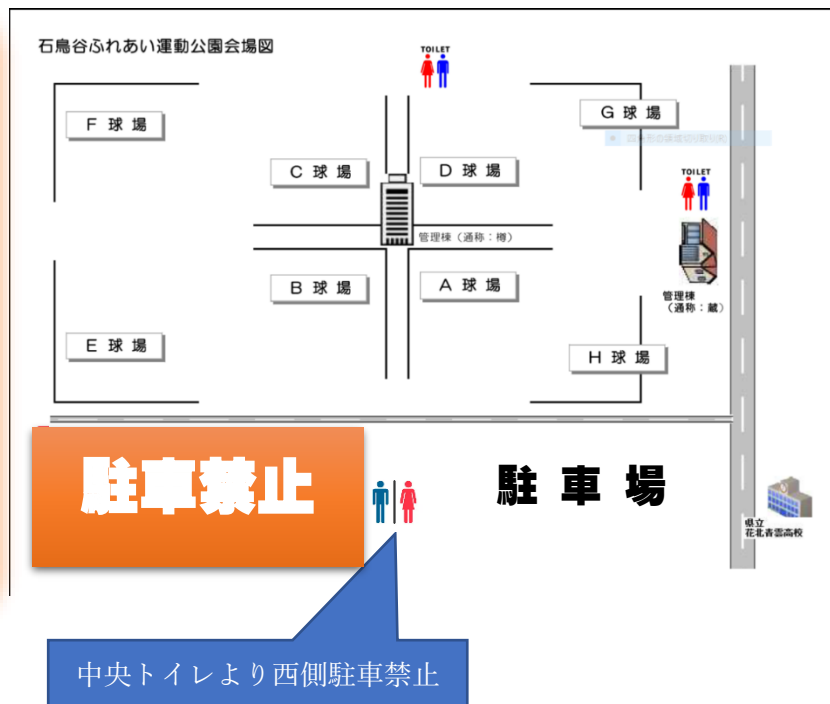 石鳥谷ふれあい運動公園会場図
TOILET
F 球 場
G 球 場
C 球 場
D 球 場
TOILET
管理棟（通称：樽）
B 球 場
A 球 場
管理棟
（通称：蔵）
E 球 場
H 球 場
駐車禁止
駐 車 場
県立
花北青雲高校
中央トイレより西側駐車禁止